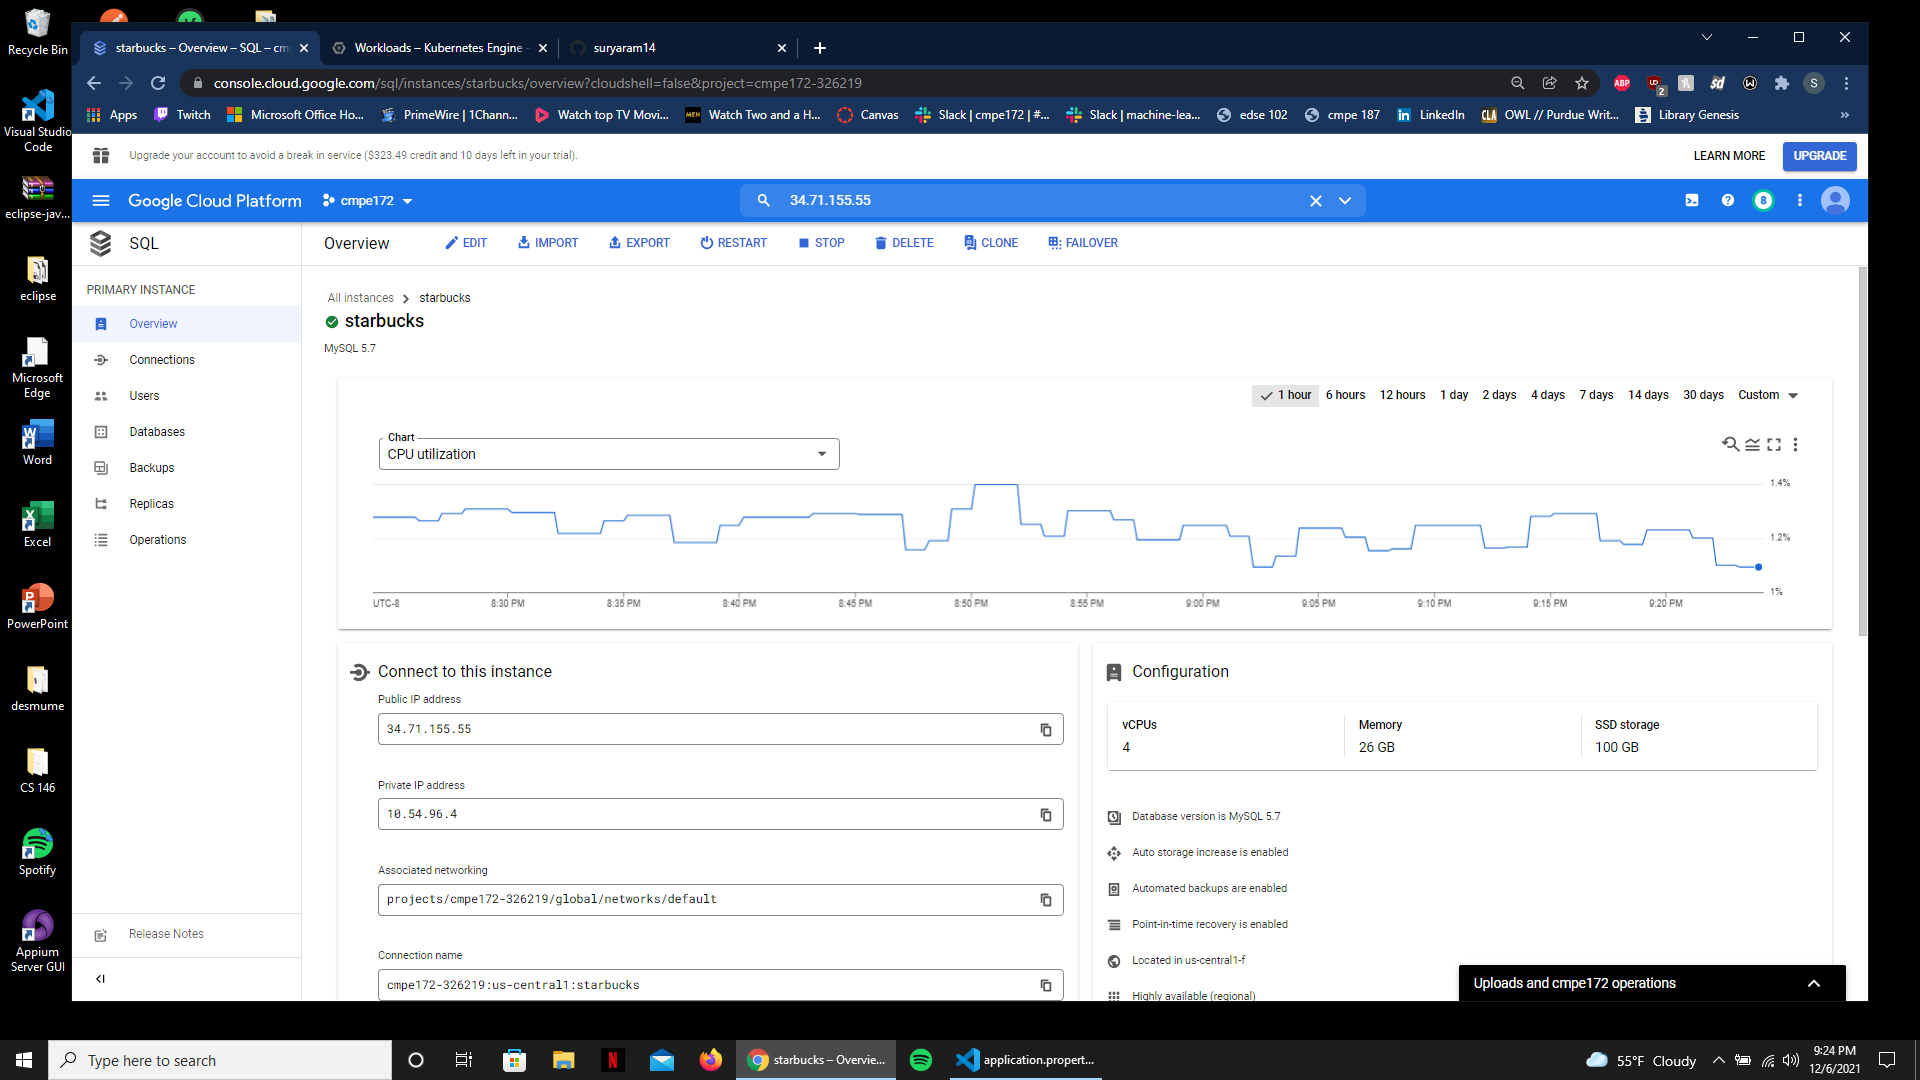 Recycle Bin
Visual Studio
Code
eclipse-jav...
eclipse
Microsoft
Edge
Word
Excel
PowerPoint
desmume
CS 146
Spotify
Appium
Server GUI
starbucks – Overview – SQL – cm
Workloads – Kubernetes Engine
suryaram14
console.cloud.google.com/sql/instances/starbucks/overview?cloudshell=false&project=cmpe172-326219
ABP
2
S
Apps
Twitch
Microsoft Office Ho...
PrimeWire | 1Chann...
Watch top TV Movi...
MEN
Watch Two and a H...
Canvas
Slack | cmpe172 | #...
Slack | machine-lea...
edse 102
cmpe 187
in
LinkedIn
OWL // Purdue Writ...
Library Genesis
»
Upgrade your account to avoid a break in service ($323.49 credit and 10 days left in your trial).
LEARN MORE
UPGRADE
Google Cloud Platform
cmpe172
34.71.155.55
8
SQL
Overview
EDIT
IMPORT
EXPORT
RESTART
STOP
DELETE
CLONE
FAILOVER
PRIMARY INSTANCE
Overview
Connections
Users
Databases
Backups
Replicas
Operations
Release Notes
All instances
starbucks
starbucks
MySQL 5.7
1 hour
6 hours
12 hours
1 day
2 days
4 days
7 days
14 days
30 days
Custom
Chart
CPU utilization
1.4%
1.2%
1%
UTC-8
8:30 PM
8:35 PM
8:40 PM
8:45 PM
8:50 PM
8:55 PM
9:00 PM
9:05 PM
9:10 PM
9:15 PM
9:20 PM
Connect to this instance
Public IP address
34.71.155.55
Private IP address
10.54.96.4
Associated networking
projects/cmpe172-326219/global/networks/default
Connection name
cmpe172-326219:us-central1:starbucks
Configuration
vCPUs
4
Memory
26 GB
SSD storage
100 GB
Database version is MySQL 5.7
Auto storage increase is enabled
Automated backups are enabled
Point-in-time recovery is enabled
Located in us-central1-f
Highly available (regional)
Uploads and cmpe172 operations
Type here to search
starbucks – Overvie...
application.propert...
55°F Cloudy
9:24 PM
12/6/2021